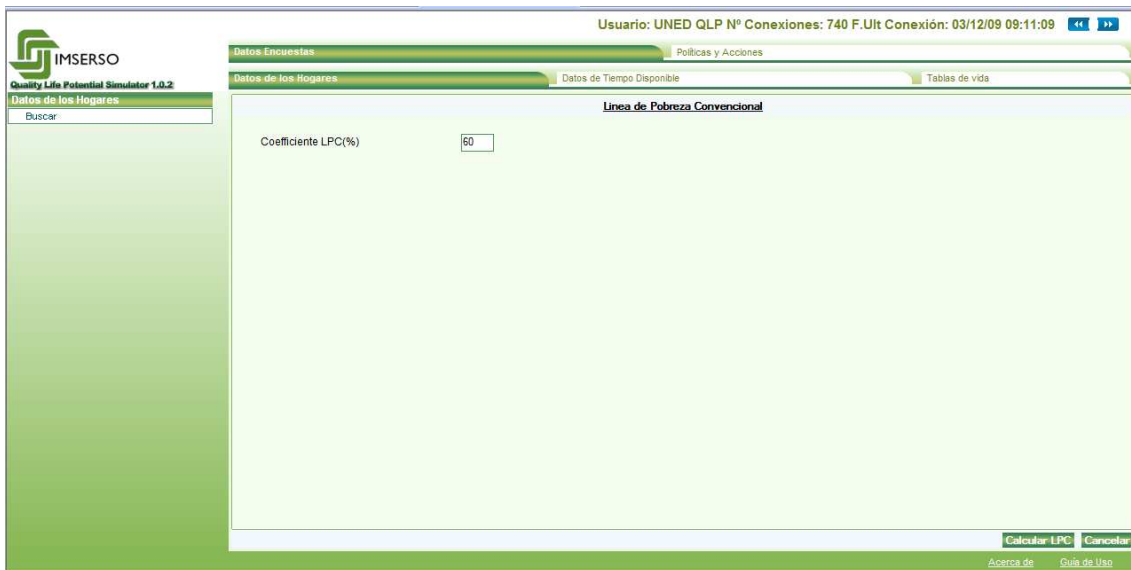 Usuario: UNED QLP Nº Conexiones: 740 F.Ult Conexión: 03/12/09 09:11:09
IMSERSO
Quality Life Potential Simulator 1.0.2
Datos Encuestas
Políticas y Acciones
Datos de los Hogares
Datos de Tiempo Disponible
Tablas de vida
Datos de los Hogares
Buscar
Linea de Pobreza Convencional
Coefficiente LPC(%) 60
Calcular LPC Cancelar
Acerca de Guía de Uso